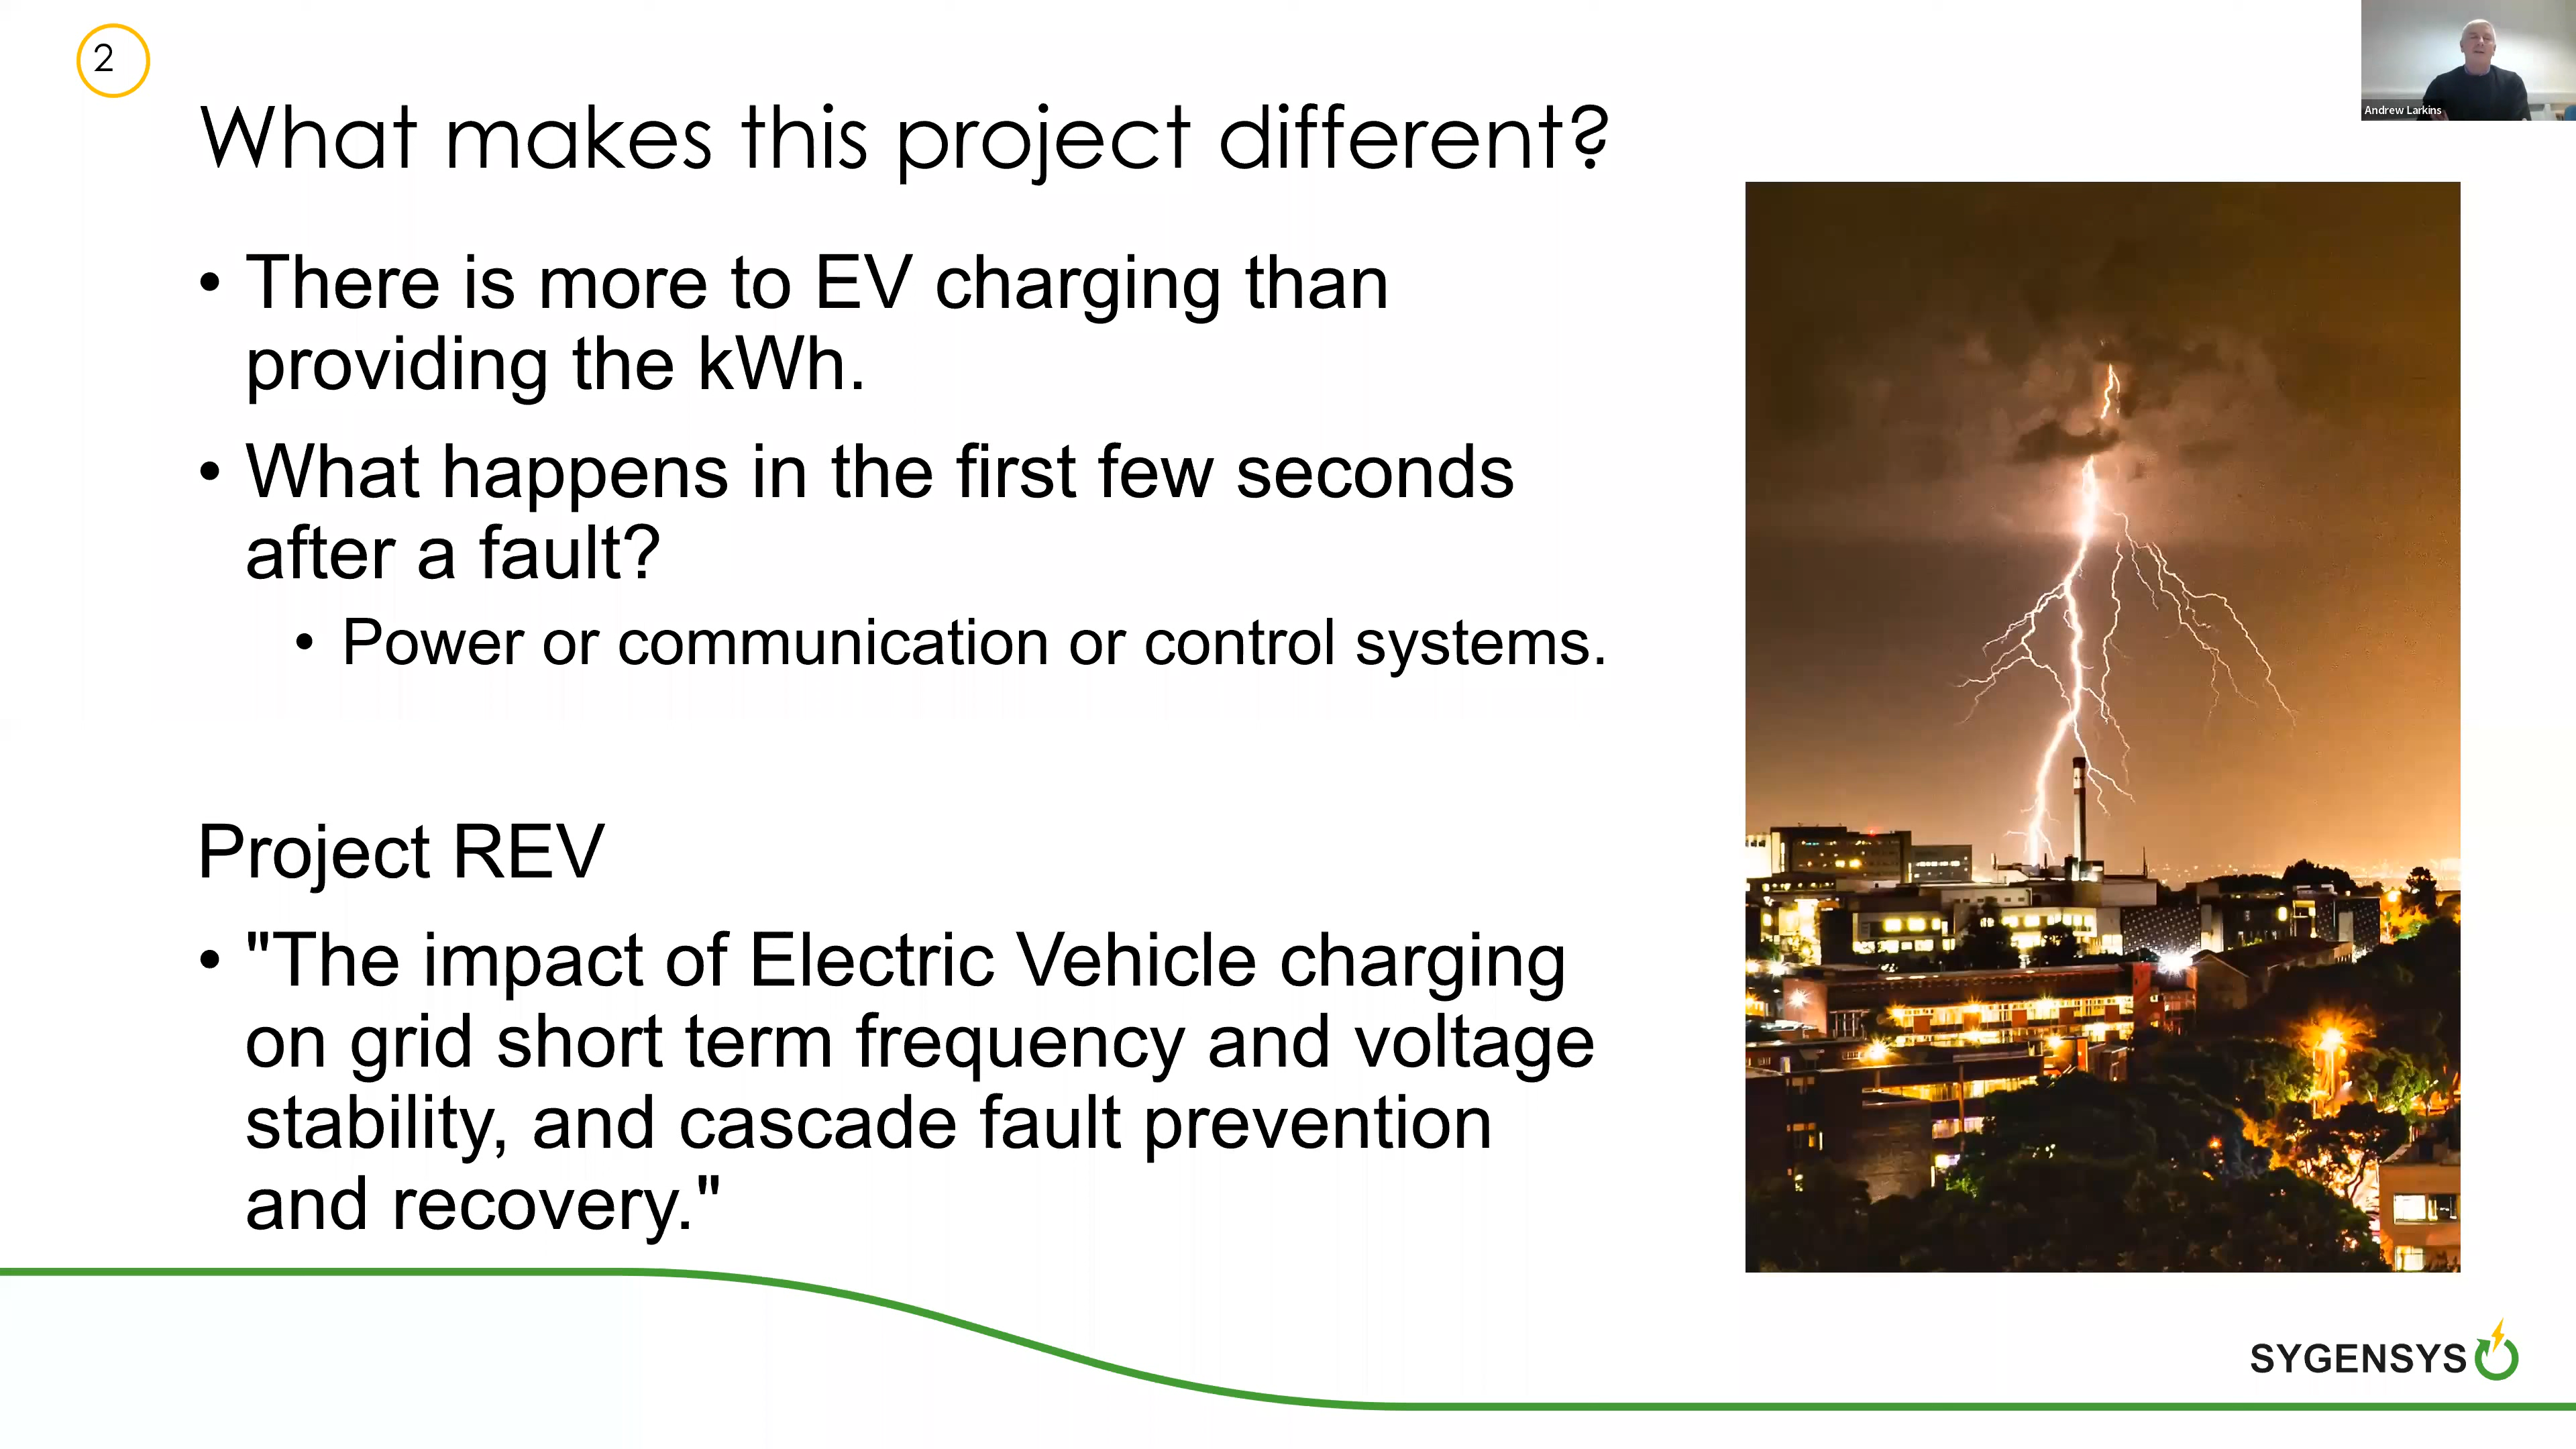 2
Andrew Larkins
What makes this project different?
• There is more to EV charging than
providing the kWh.
• What happens in the first few seconds
after a fault?
• Power or communication or control systems.
Project REV
• "The impact of Electric Vehicle charging
on grid short term frequency and voltage
stability, and cascade fault prevention
and recovery."
SYGENSYS